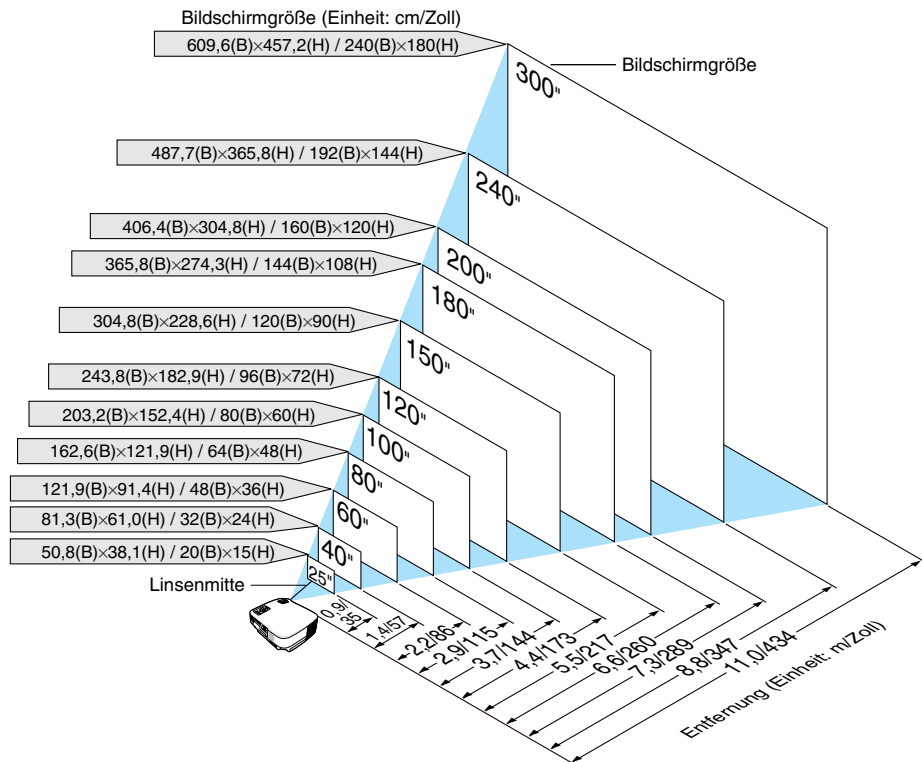 Bildschirmgröße (Einheit: cm/Zoll)
609,6(B)×457,2(H) / 240(B)×180(H)
Bildschirmgröße
300"
487,7(B)×365,8(H) / 192(B)×144(H)
240"
406,4(B)×304,8(H) / 160(B)×120(H)
200"
365,8(B)×274,3(H) / 144(B)×108(H)
180"
304,8(B)×228,6(H) / 120(B)×90(H)
150"
243,8(B)×182,9(H) / 96(B)×72(H)
120"
203,2(B)×152,4(H) / 80(B)×60(H)
100"
162,6(B)×121,9(H) / 64(B)×48(H)
80"
121,9(B)×91,4(H) / 48(B)×36(H)
60"
81,3(B)×61,0(H) / 32(B)×24(H)
40"
50,8(B)×38,1(H) / 20(B)×15(H)
25"
Linsenmitte
0,9/
35
1,4/57
2,2/86
2,9/115
3,7/144
4,4/173
5,5/217
6,6/260
7,3/289
8,8/347
11,0/434
Entfernung (Einheit: m/Zoll)